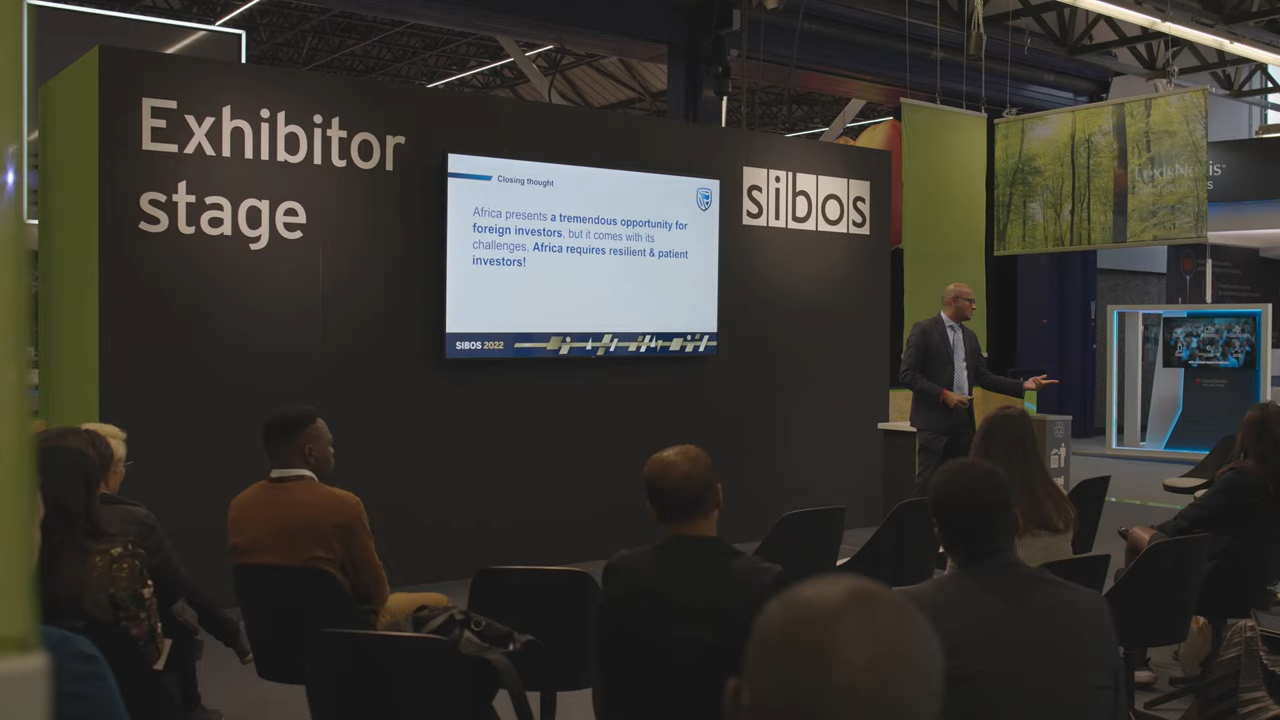 Exhibitor
stage
sibos
Closing thought
Africa presents a tremendous opportunity for
foreign investors, but it comes with its
challenges, Africa requires resilient & patient
investors!
SIBOS 2022
LexisNexis